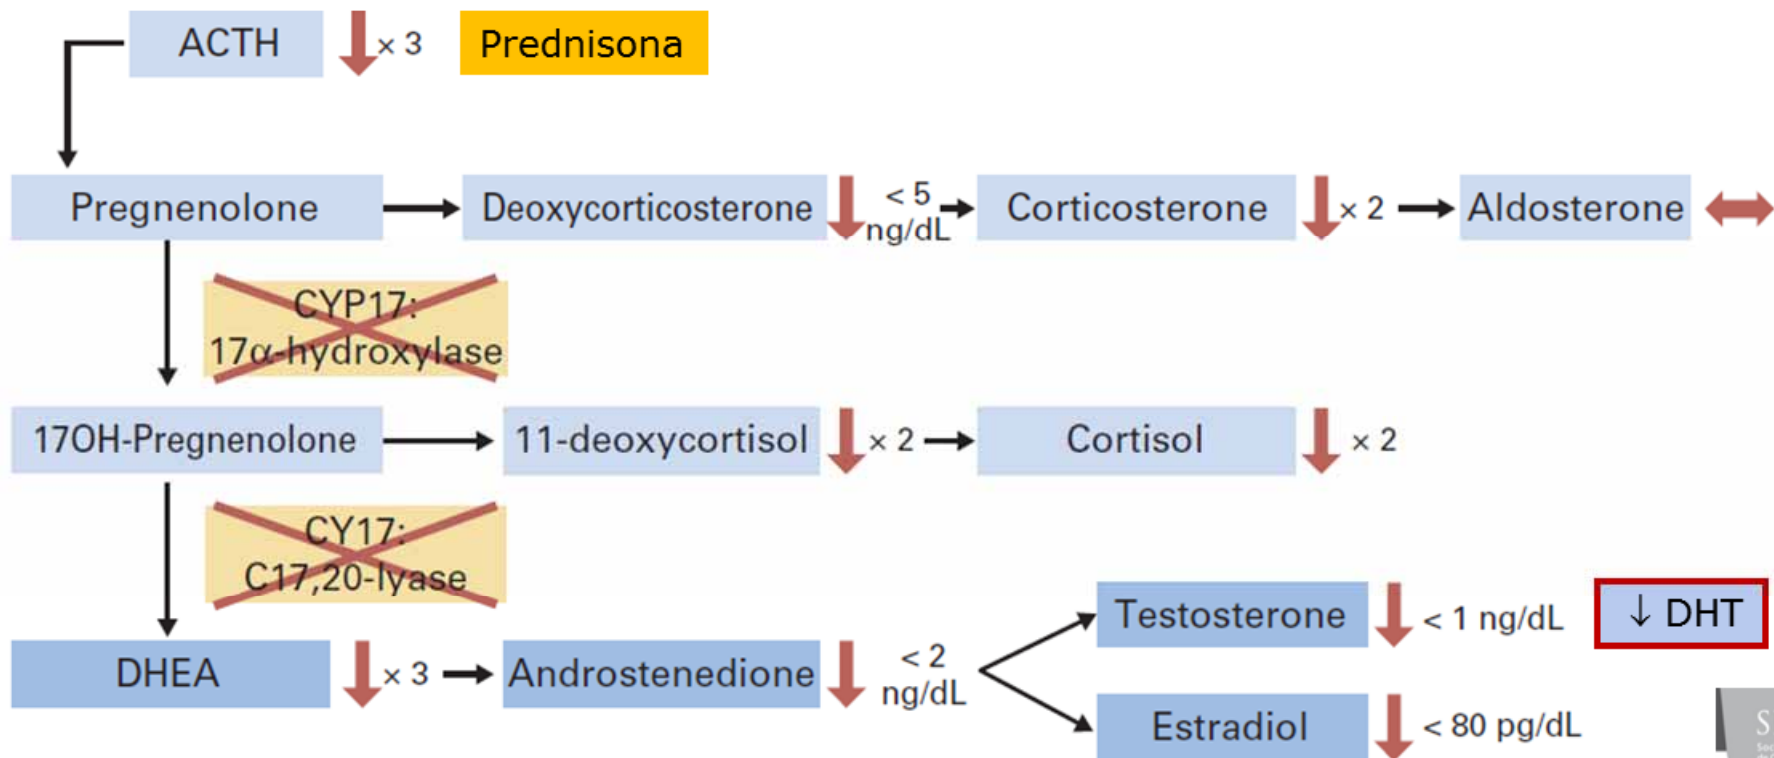 ACTH
× 3
Prednisona
Pregnenolone
Deoxycorticosterone
< 5
ng/dL
Corticosterone
× 2
Aldosterone
CYP17:
17α-hydroxylase
17OH-Pregnenolone
11-deoxycortisol
× 2
Cortisol
× 2
CY17:
C17,20-lyase
DHEA
× 3
Androstenedione
< 2
ng/dL
Testosterone
< 1 ng/dL
↓ DHT
Estradiol
< 80 pg/dL
S